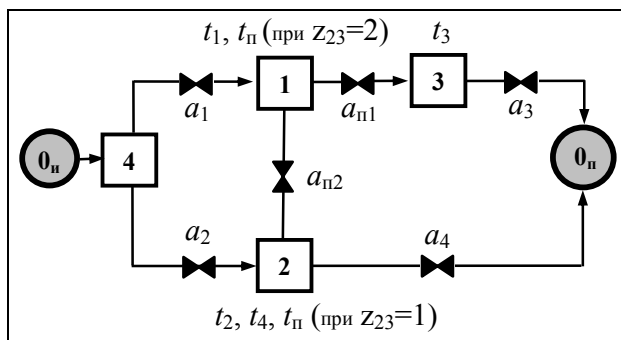 t₁, tп (при z₂₃=2)
t₃
1
3
a₁
aп1
a₃
0и
4
aп2
0п
a₂
2
a₄
t₂, t₄, tп (при z₂₃=1)